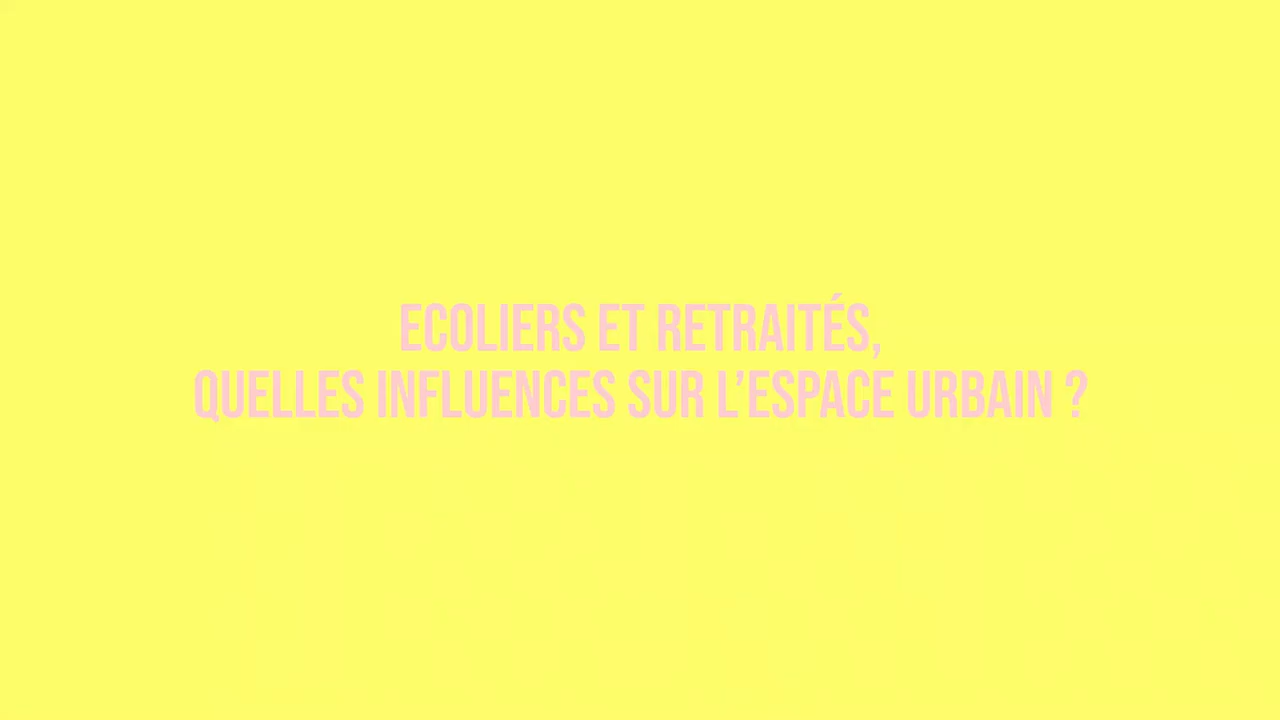 ECOLIERS ET RETRAITÉS,
QUELLES INFLUENCES SUR L’ESPACE URBAIN ?